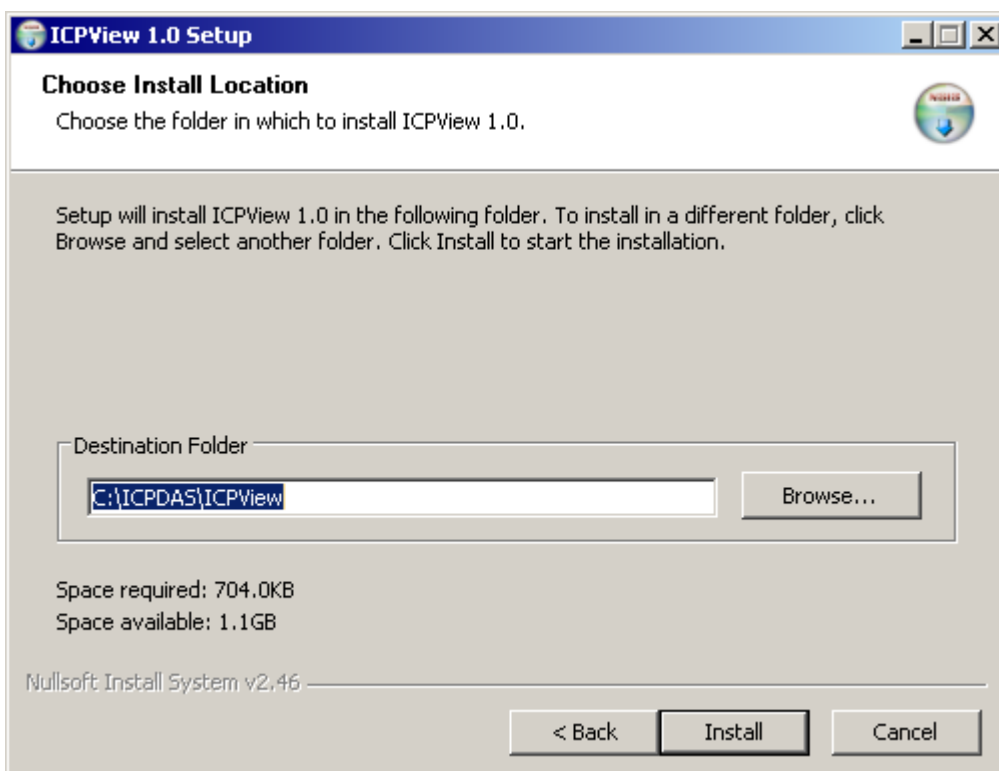 ICPView 1.0 Setup
Choose Install Location
Choose the folder in which to install ICPView 1.0.
Setup will install ICPView 1.0 in the following folder. To install in a different folder, click
Browse and select another folder. Click Install to start the installation.
Destination Folder
C:\ICPDAS\ICPView
Browse...
Space required: 704.0KB
Space available: 1.1GB
Nullsoft Install System v2.46
< Back
Install
Cancel